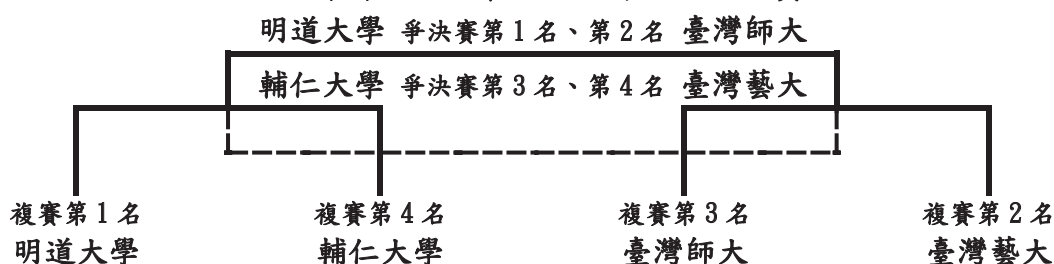 明道大學 爭決賽第1名、第2名 臺灣師大
輔仁大學 爭決賽第3名、第4名 臺灣藝大
複賽第1名 複賽第4名 複賽第3名 複賽第2名
明道大學 輔仁大學 臺灣師大 臺灣藝大